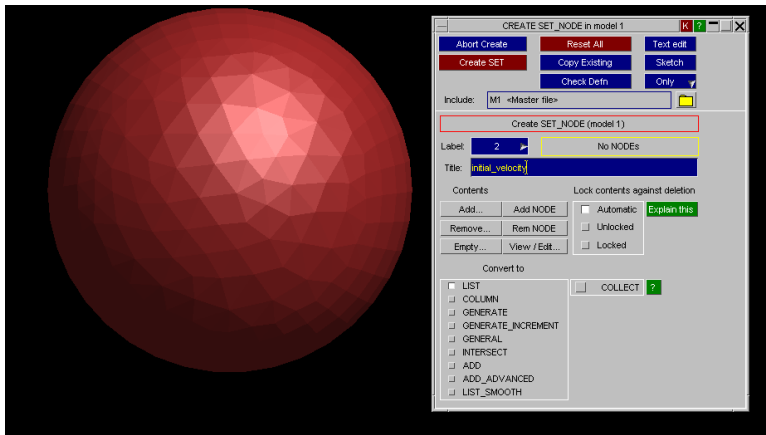 CREATE SET_NODE in model 1 K ?
Abort Create Reset All Text edit
Create SET Copy Existing Sketch
Check Defn Only
Include: M1 <Master file>
Create SET_NODE (model 1)
Label: 2 No NODEs
Title: initial_velocity
Contents Lock contents against deletion
Add... Add NODE Automatic Explain this
Remove... Rem NODE Unlocked
Empty... View / Edit... Locked
Convert to
LIST COLLECT ?
COLUMN
GENERATE
GENERATE_INCREMENT
GENERAL
INTERSECT
ADD
ADD_ADVANCED
LIST_SMOOTH